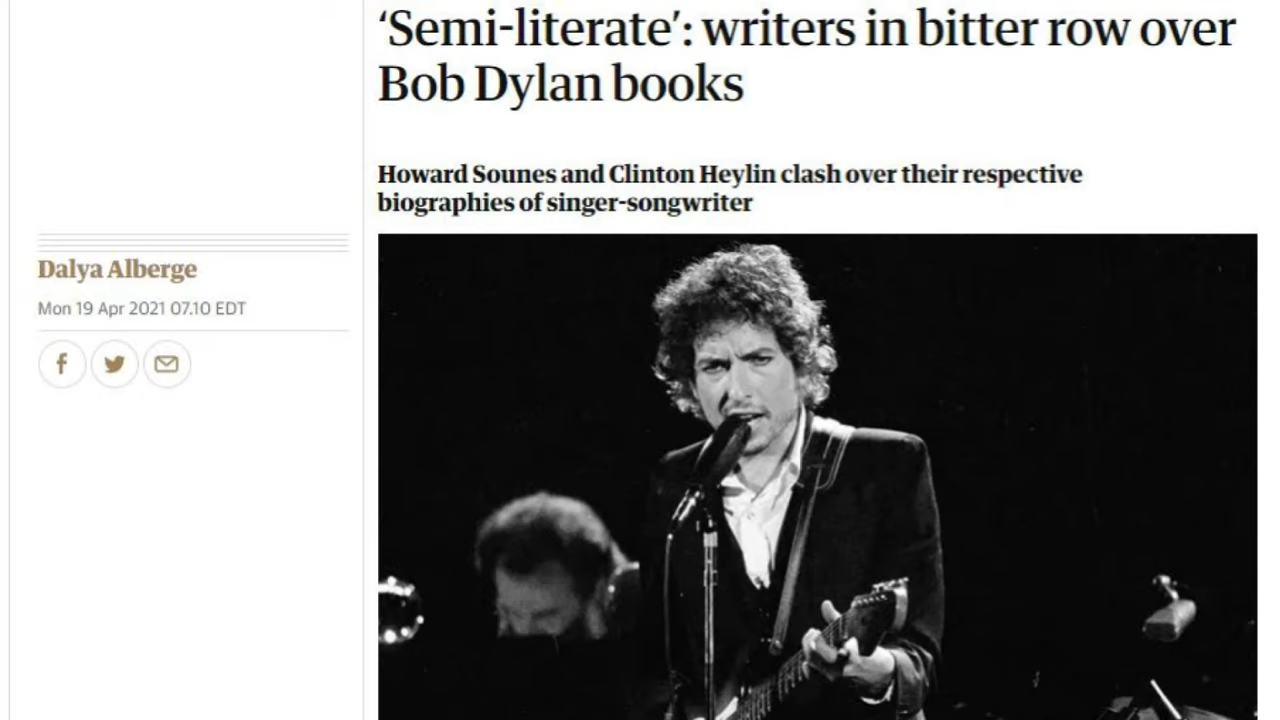 ‘Semi-literate’: writers in bitter row over
Bob Dylan books
Howard Sounes and Clinton Heylin clash over their respective
biographies of singer-songwriter
Dalya Alberge
Mon 19 Apr 2021 07.10 EDT